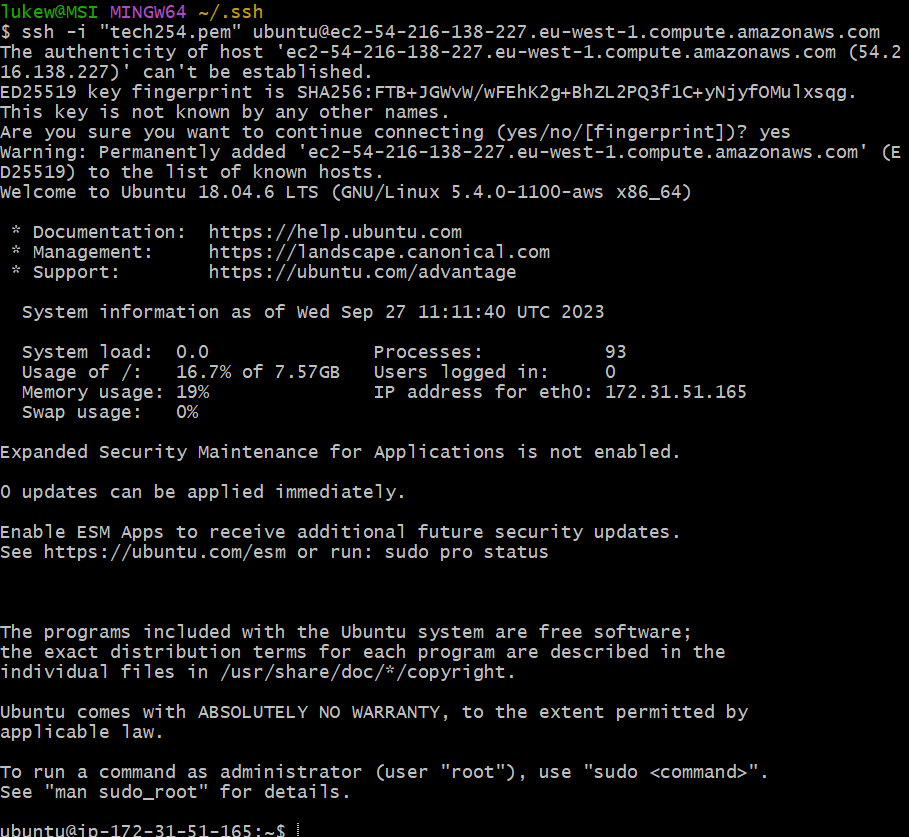 lukew@MSI MINGW64 ~/.ssh
$ ssh -i "tech254.pem" ubuntu@ec2-54-216-138-227.eu-west-1.compute.amazonaws.com
The authenticity of host 'ec2-54-216-138-227.eu-west-1.compute.amazonaws.com (54.2
16.138.227)' can't be established.
ED25519 key fingerprint is SHA256:FTB+JGWvW/wFEhK2g+BhZL2PQ3f1C+yNjyfOMulxsqg.
This key is not known by any other names.
Are you sure you want to continue connecting (yes/no/[fingerprint])? yes
Warning: Permanently added 'ec2-54-216-138-227.eu-west-1.compute.amazonaws.com' (E
D25519) to the list of known hosts.
Welcome to Ubuntu 18.04.6 LTS (GNU/Linux 5.4.0-1100-aws x86_64)

 * Documentation:  https://help.ubuntu.com
 * Management:     https://landscape.canonical.com
 * Support:        https://ubuntu.com/advantage

  System information as of Wed Sep 27 11:11:40 UTC 2023

  System load:  0.0               Processes:           93
  Usage of /:   16.7% of 7.57GB   Users logged in:     0
  Memory usage: 19%               IP address for eth0: 172.31.51.165
  Swap usage:   0%

Expanded Security Maintenance for Applications is not enabled.

0 updates can be applied immediately.

Enable ESM Apps to receive additional future security updates.
See https://ubuntu.com/esm or run: sudo pro status

The programs included with the Ubuntu system are free software;
the exact distribution terms for each program are described in the
individual files in /usr/share/doc/*/copyright.

Ubuntu comes with ABSOLUTELY NO WARRANTY, to the extent permitted by
applicable law.

To run a command as administrator (user "root"), use "sudo <command>".
See "man sudo_root" for details.

ubuntu@ip-172-31-51-165:~$